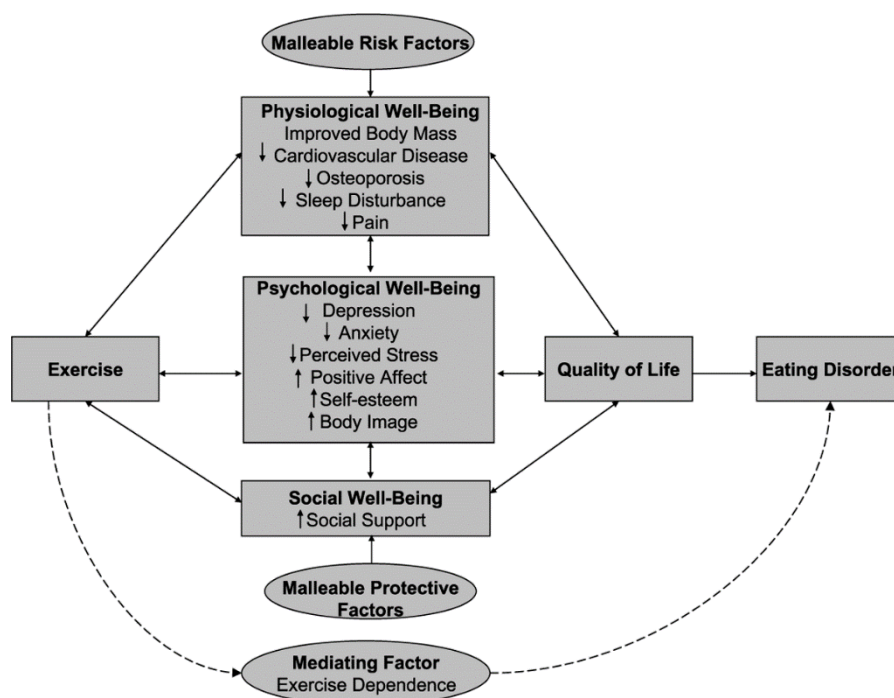 Malleable Risk Factors
Physiological Well-Being
Improved Body Mass
↓ Cardiovascular Disease
↓ Osteoporosis
↓ Sleep Disturbance
↓ Pain
Psychological Well-Being
↓ Depression
↓ Anxiety
↓ Perceived Stress
↑ Positive Affect
↑ Self-esteem
↑ Body Image
Exercise
Quality of Life
Eating Disorder
Social Well-Being
↑ Social Support
Malleable Protective
Factors
Mediating Factor
Exercise Dependence